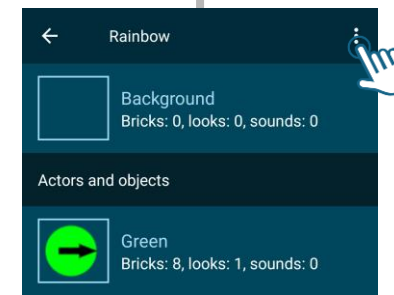 Rainbow
Background
Bricks: 0, looks: 0, sounds: 0
Actors and objects
Green
Bricks: 8, looks: 1, sounds: 0